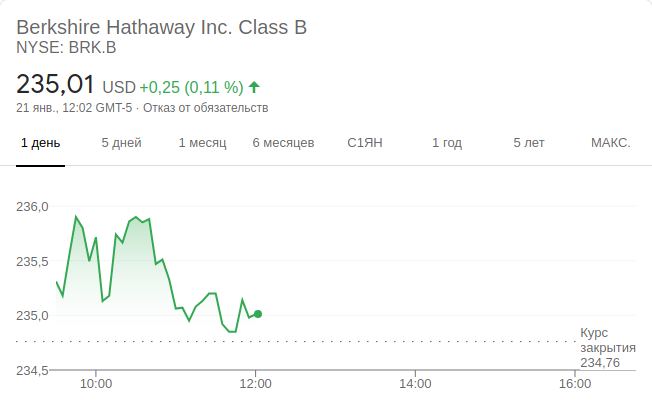 Berkshire Hathaway Inc. Class B
NYSE: BRK.B
235,01 USD +0,25 (0,11 %)
21 янв., 12:02 GMT-5 · Отказ от обязательств
1 день 5 дней 1 месяц 6 месяцев С1ЯН 1 год 5 лет МАКС.
236,0
235,5
235,0
Курс
закрытия
234,76
234,5
10:00 12:00 14:00 16:00